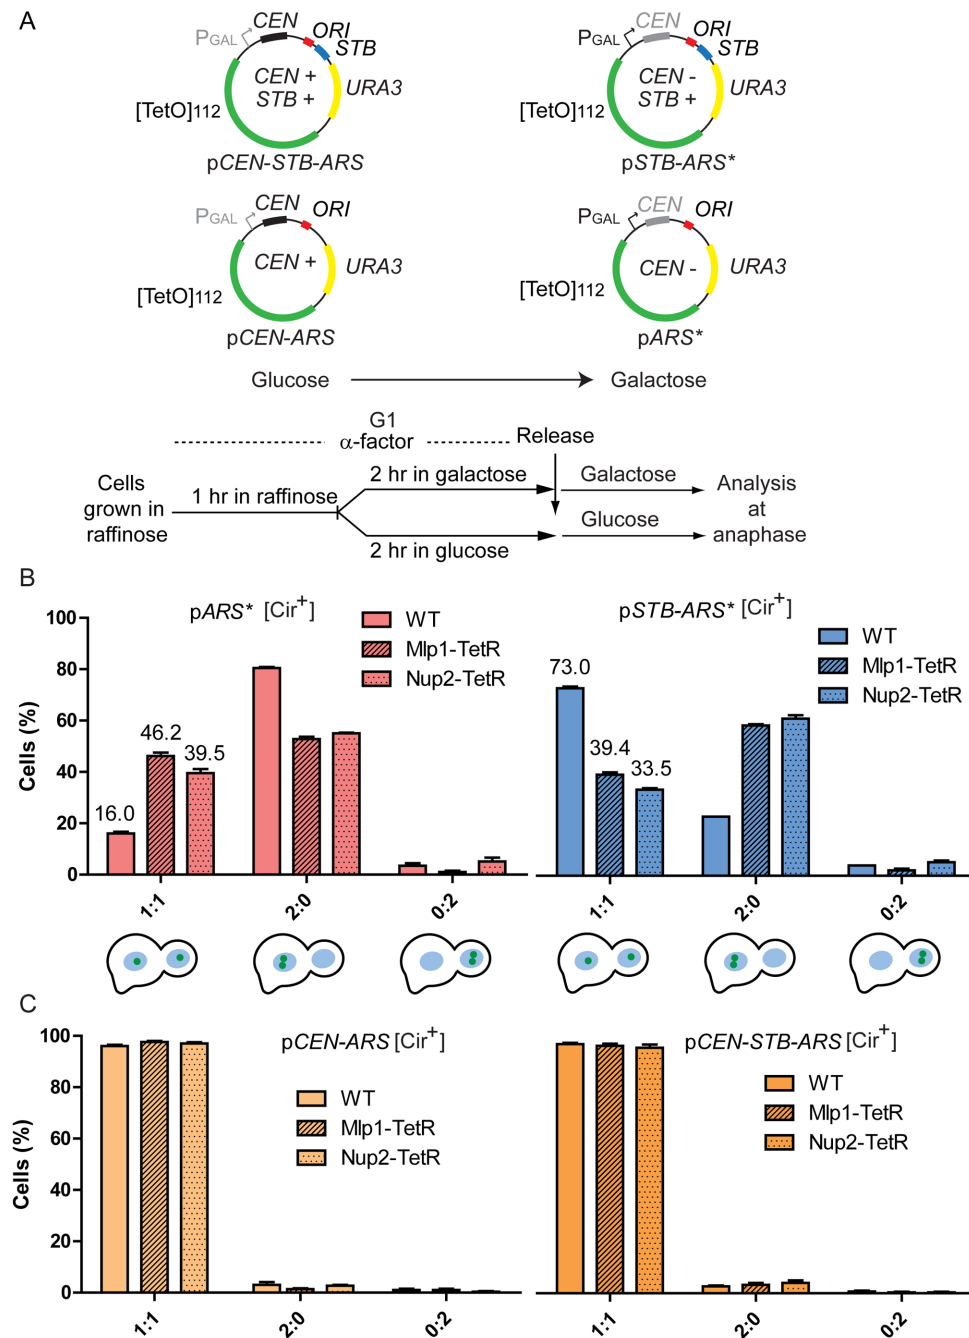 A
CEN
ORI
STB
PGAL
CEN +
STB +
URA3
[TetO]112
pCEN-STB-ARS
CEN
ORI
STB
PGAL
CEN -
STB +
URA3
[TetO]112
pSTB-ARS*
CEN
ORI
PGAL
CEN +
URA3
[TetO]112
pCEN-ARS
CEN
ORI
PGAL
CEN -
URA3
[TetO]112
pARS*
Glucose
Galactose
G1
α-factor
Release
Cells
grown in
raffinose
1 hr in raffinose
2 hr in galactose
2 hr in glucose
Galactose
Glucose
Analysis
at
anaphase
B
pARS* [Cir+]
WT
Mlp1-TetR
Nup2-TetR
Cells (%)
100
80
60
40
20
0
16.0
46.2
39.5
1:1
2:0
0:2
pSTB-ARS* [Cir+]
WT
Mlp1-TetR
Nup2-TetR
73.0
39.4
33.5
1:1
2:0
0:2
C
pCEN-ARS [Cir+]
WT
Mlp1-TetR
Nup2-TetR
Cells (%)
100
80
60
40
20
0
1:1
2:0
0:2
pCEN-STB-ARS [Cir+]
WT
Mlp1-TetR
Nup2-TetR
1:1
2:0
0:2